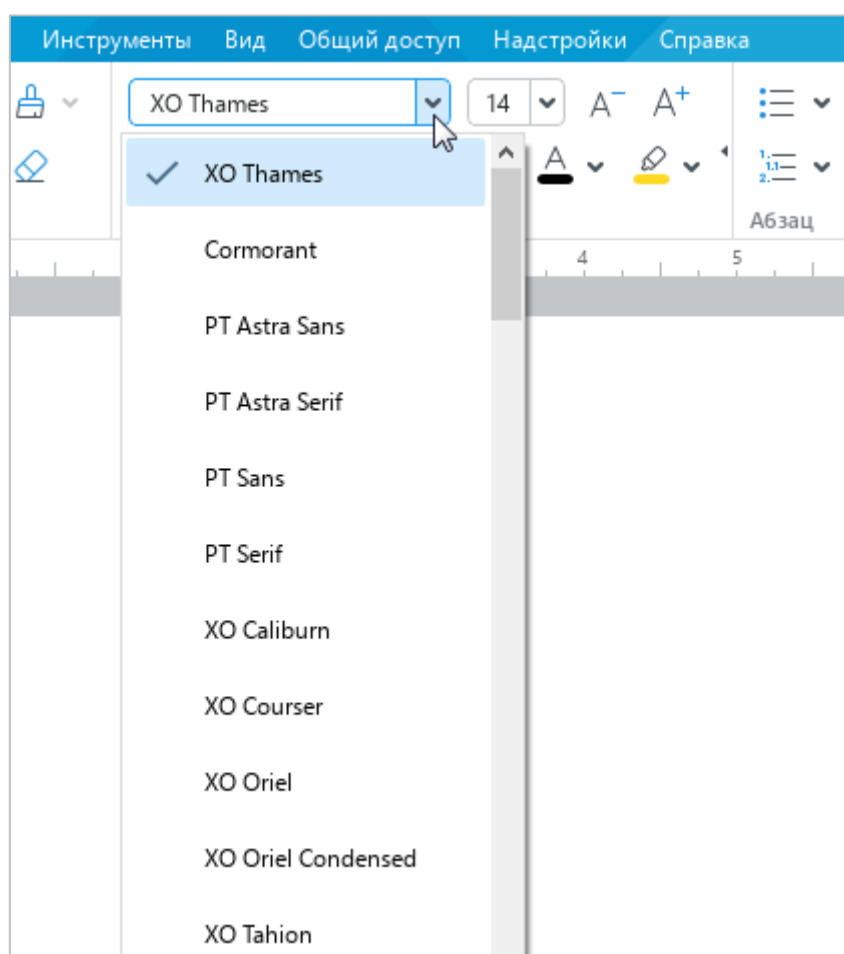 Инструменты Вид Общий доступ Надстройки Справка
XO Thames 14 A− A+
XO Thames A
Cormorant
Абзац
4 5
PT Astra Sans
PT Astra Serif
PT Sans
PT Serif
XO Caliburn
XO Courser
XO Oriel
XO Oriel Condensed
XO Tahion